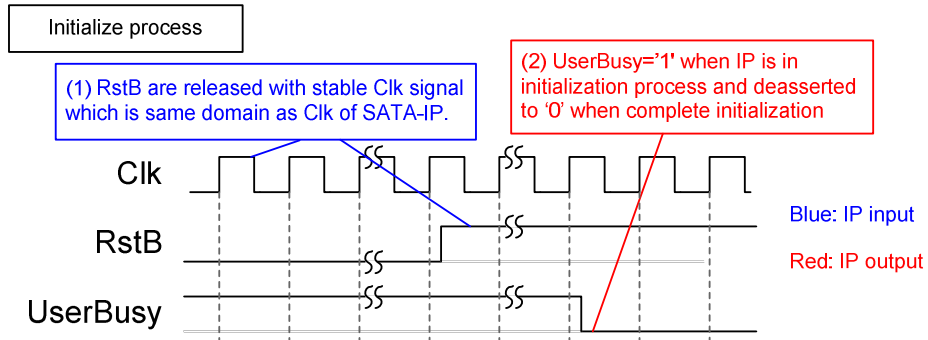 Initialize process
(1) RstB are released with stable Clk signal
which is same domain as Clk of SATA-IP.
(2) UserBusy='1' when IP is in
initialization process and deasserted
to ‘0’ when complete initialization
Clk
Blue: IP input
RstB
Red: IP output
UserBusy